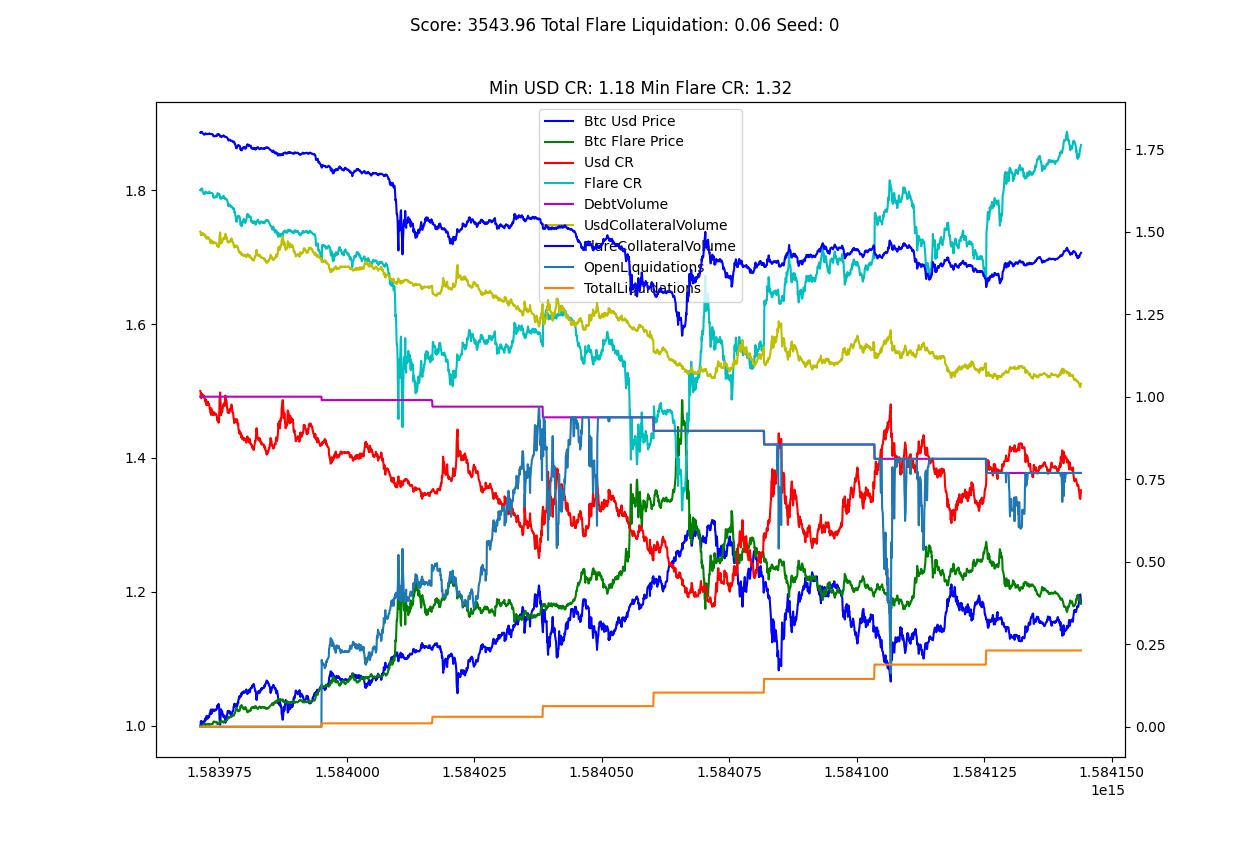 Score: 3543.96 Total Flare Liquidation: 0.06 Seed: 0
Min USD CR: 1.18 Min Flare CR: 1.32
Btc Usd Price
Btc Flare Price
Usd CR
Flare CR
DebtVolume
UsdCollateralVolume
FlareCollateralVolume
OpenLiquidations
TotalLiquidations
1.8
1.6
1.4
1.2
1.0
1.75
1.50
1.25
1.00
0.75
0.50
0.25
0.00
1.583975 1.584000 1.584025 1.584050 1.584075 1.584100 1.584125 1.584150
1e15